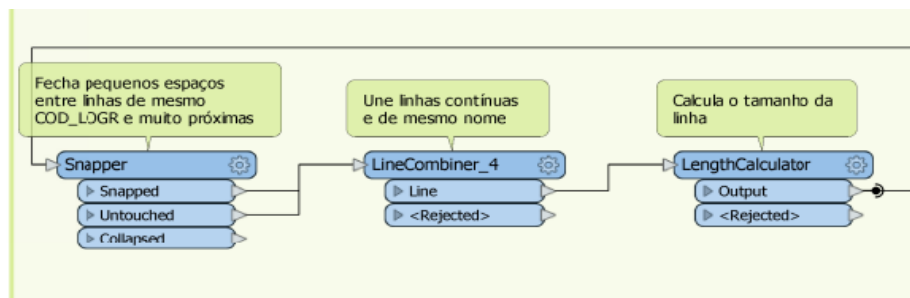 Fecha pequenos espaços
entre linhas de mesmo
COD_LOGR e muito próximas
Snapper
Snapped
Untouched
Collapsed
Une linhas contínuas
e de mesmo nome
LineCombiner_4
Line
<Rejected>
Calcula o tamanho da
linha
LengthCalculator
Output
<Rejected>